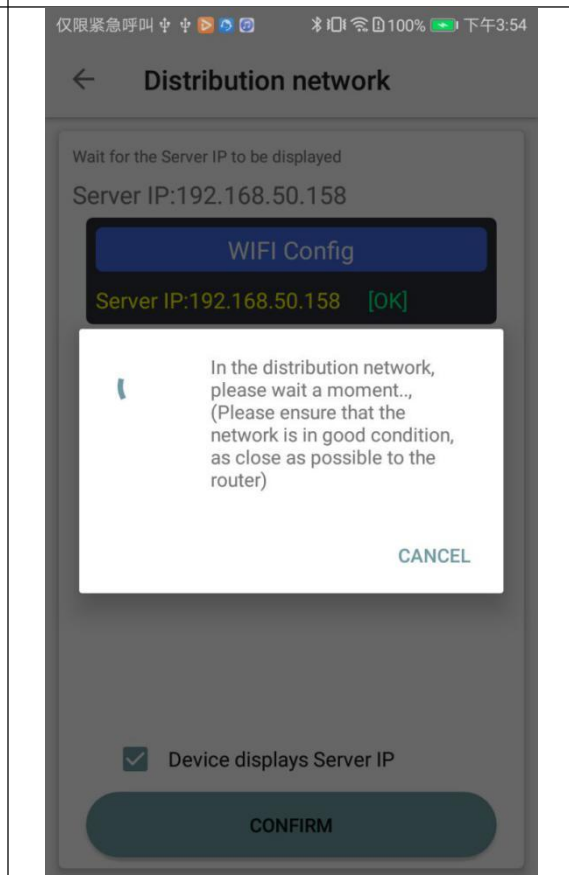 仅限紧急呼叫 100% 下午3:54
Distribution network
Wait for the Server IP to be displayed
Server IP:192.168.50.158
WIFI Config
Server IP:192.168.50.158 [OK]
In the distribution network,
please wait a moment..,
(Please ensure that the
network is in good condition,
as close as possible to the
router)
CANCEL
Device displays Server IP
CONFIRM